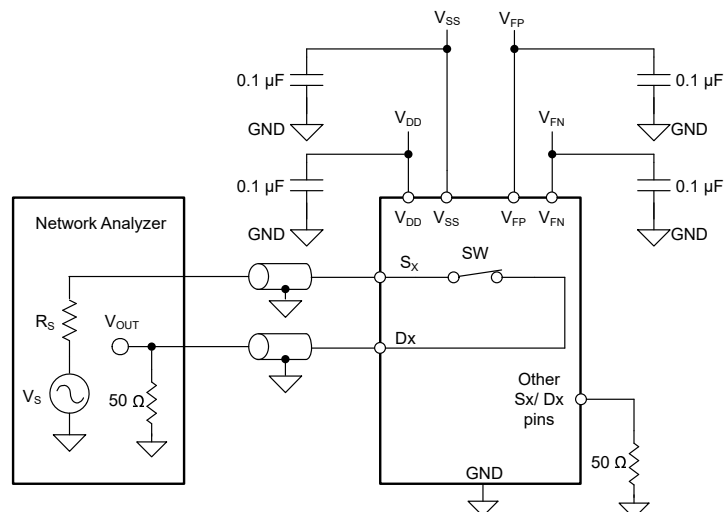 VSS
VFP
0.1 µF
0.1 µF
GND
VDD
VFN
GND
0.1 µF
0.1 µF
GND
GND
VDD
VSS
VFP
VFN
Network Analyzer
SX
SW
RS
VOUT
Dx
VS
50 Ω
Other
Sx/ Dx
pins
50 Ω
GND